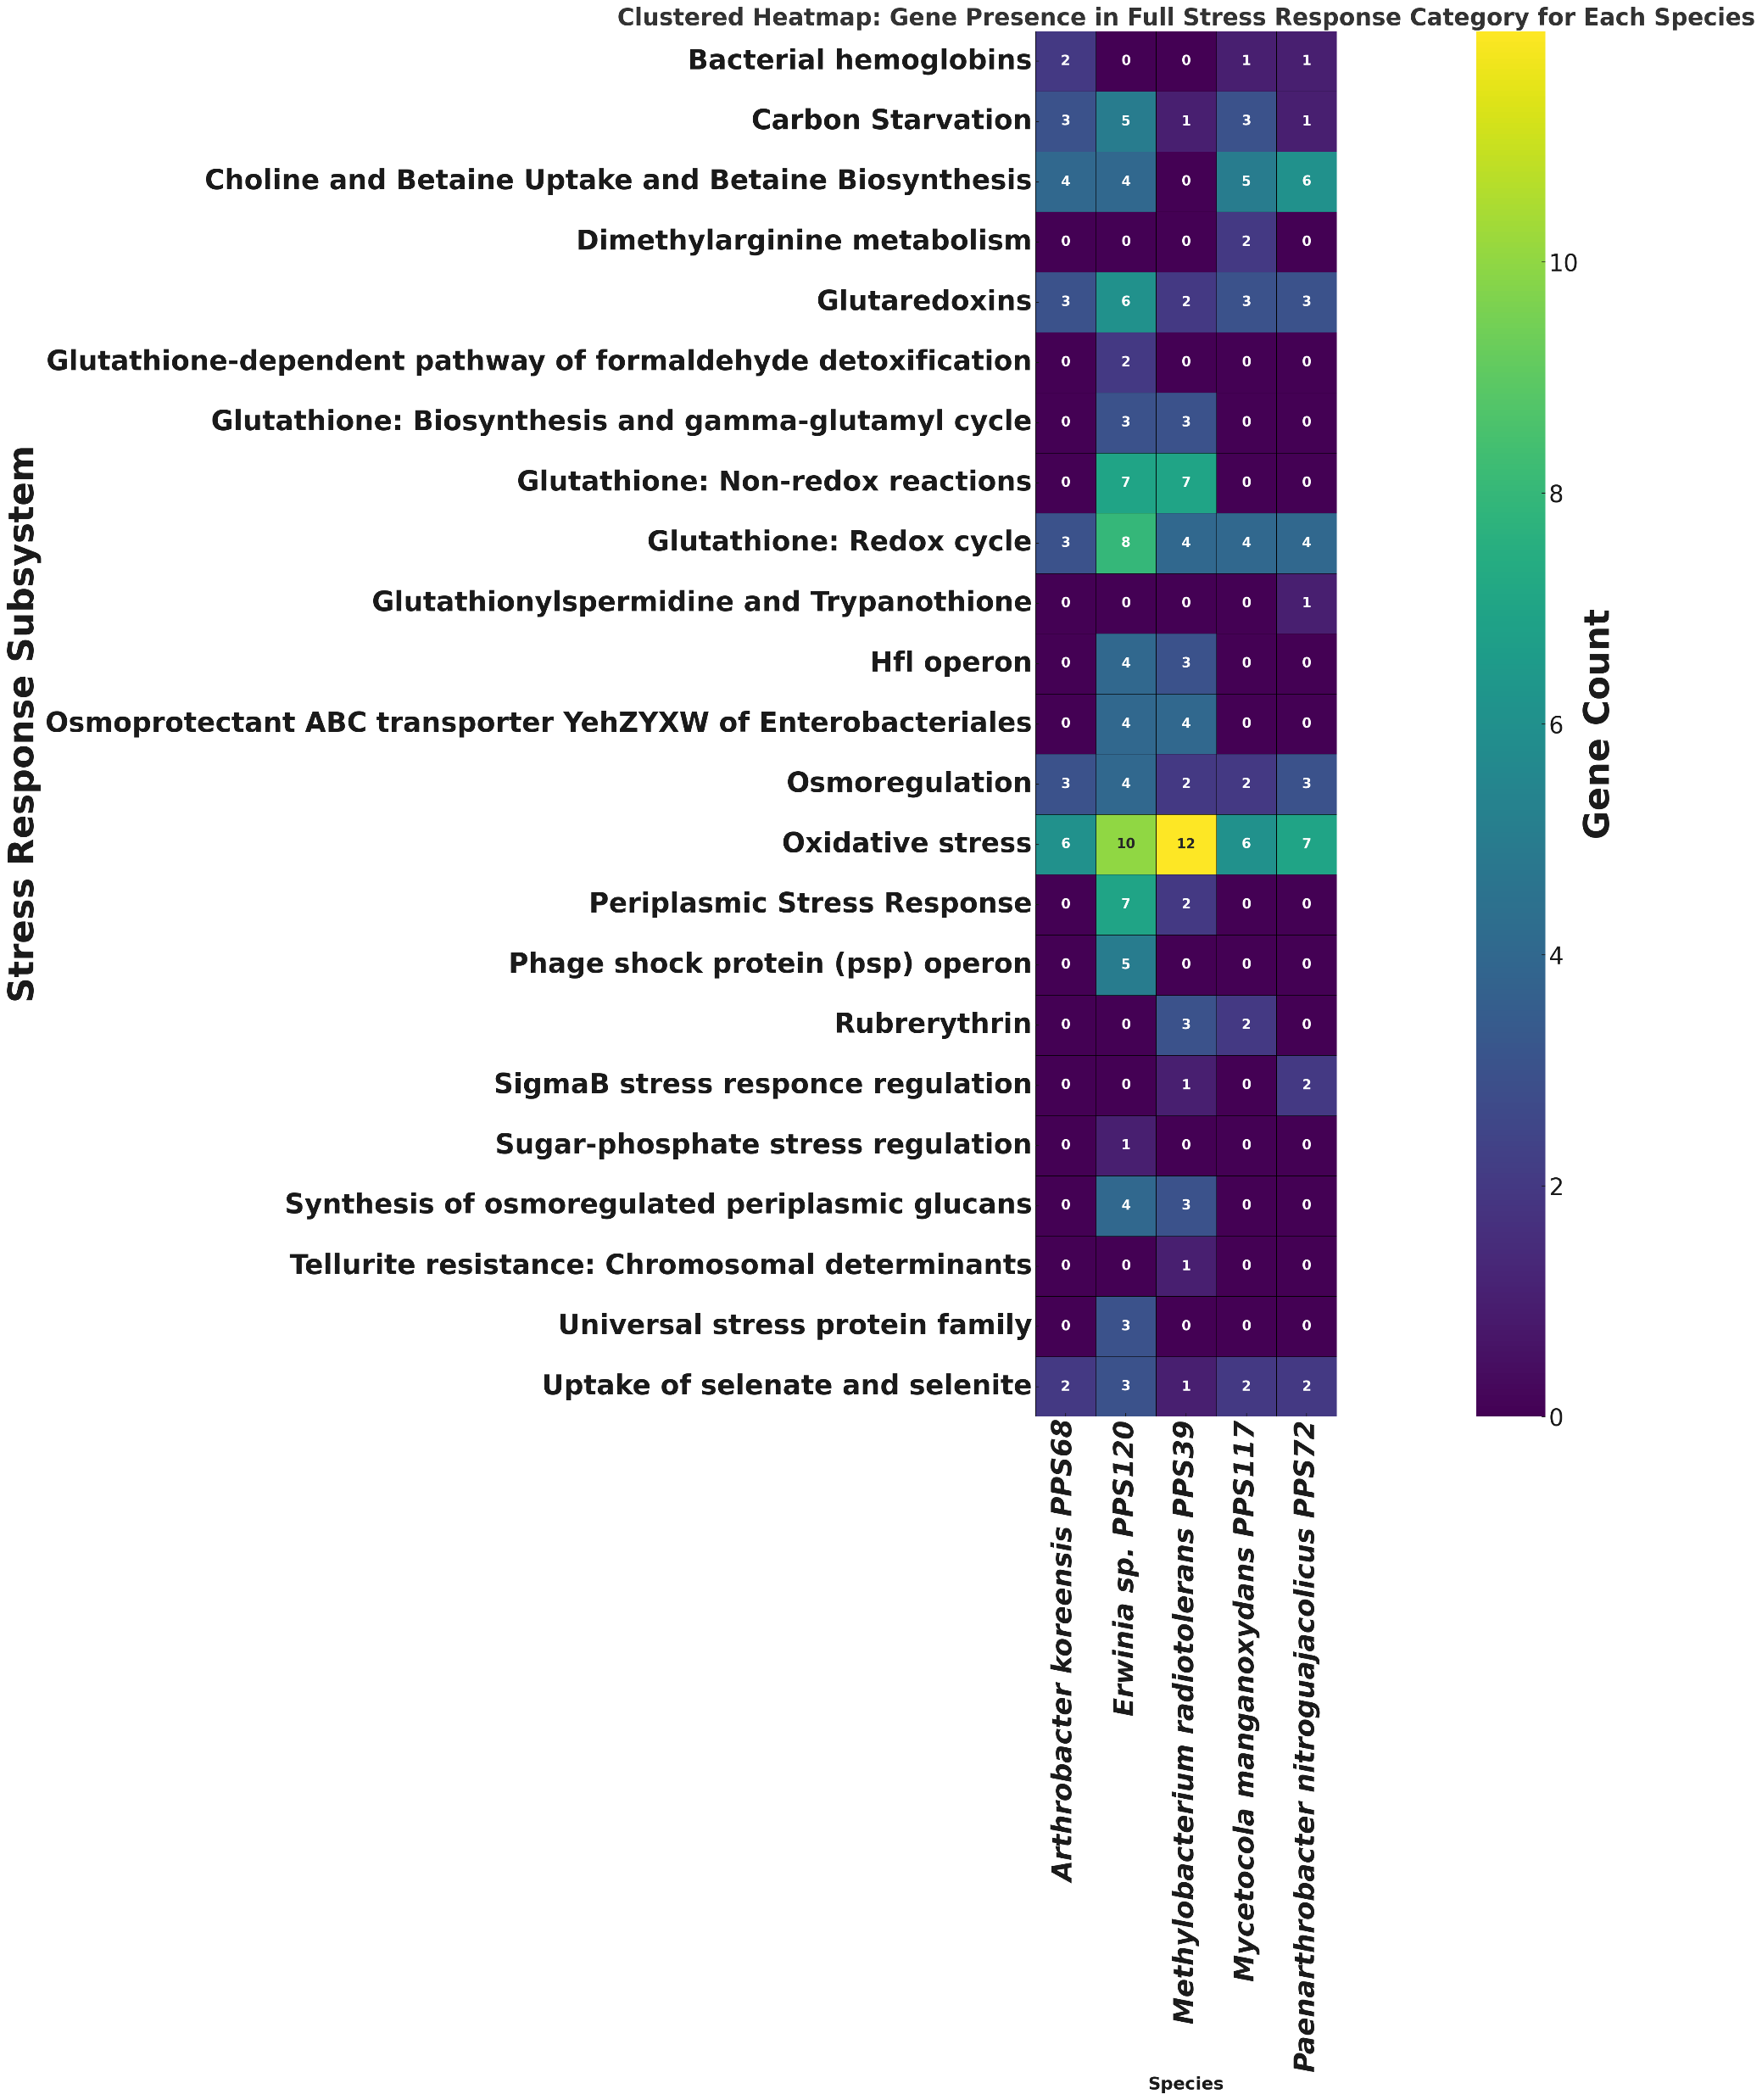 Clustered Heatmap: Gene Presence in Full Stress Response Category for Each Species
Stress Response Subsystem
Bacterial hemoglobins 2 0 0 1 1
Carbon Starvation 3 5 1 3 1
Choline and Betaine Uptake and Betaine Biosynthesis 4 4 0 5 6
Dimethylarginine metabolism 0 0 0 2 0
Glutaredoxins 3 6 2 3 3
Glutathione-dependent pathway of formaldehyde detoxification 0 2 0 0 0
Glutathione: Biosynthesis and gamma-glutamyl cycle 0 3 3 0 0
Glutathione: Non-redox reactions 0 7 7 0 0
Glutathione: Redox cycle 3 8 4 4 4
Glutathionylspermidine and Trypanothione 0 0 0 0 1
Hfl operon 0 4 3 0 0
Osmoprotectant ABC transporter YehZYXW of Enterobacteriales 0 4 4 0 0
Osmoregulation 3 4 2 2 3
Oxidative stress 6 10 12 6 7
Periplasmic Stress Response 0 7 2 0 0
Phage shock protein (psp) operon 0 5 0 0 0
Rubrerythrin 0 0 3 2 0
SigmaB stress responce regulation 0 0 1 0 2
Sugar-phosphate stress regulation 0 1 0 0 0
Synthesis of osmoregulated periplasmic glucans 0 4 3 0 0
Tellurite resistance: Chromosomal determinants 0 0 1 0 0
Universal stress protein family 0 3 0 0 0
Uptake of selenate and selenite 2 3 1 2 2
Arthrobacter koreensis PPS68
Erwinia sp. PPS120
Methylobacterium radiotolerans PPS39
Mycetocola manganoxydans PPS117
Paenarthrobacter nitroguajacolicus PPS72
Species
10
8
6
4
2
0
Gene Count